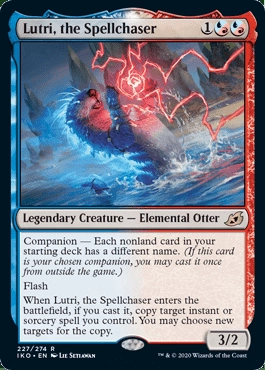 Lutri, the Spellchaser 1
Legendary Creature — Elemental Otter
Companion — Each nonland card in your
starting deck has a different name. (If this card
is your chosen companion, you may cast it once
from outside the game.)
Flash
When Lutri, the Spellchaser enters the
battlefield, if you cast it, copy target instant or
sorcery spell you control. You may choose new
targets for the copy.
3/2
227/274 R
IKO • EN Lie Setiawan
™ & © 2020 Wizards of the Coast